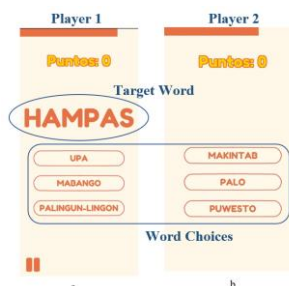 Player 1 Player 2
Puntos: 0 Puntos: 0
Target Word
HAMPAS
UPA MAKINTAB
MABANGO PALO
PALINGUN-LINGON PUWESTO
Word Choices
b